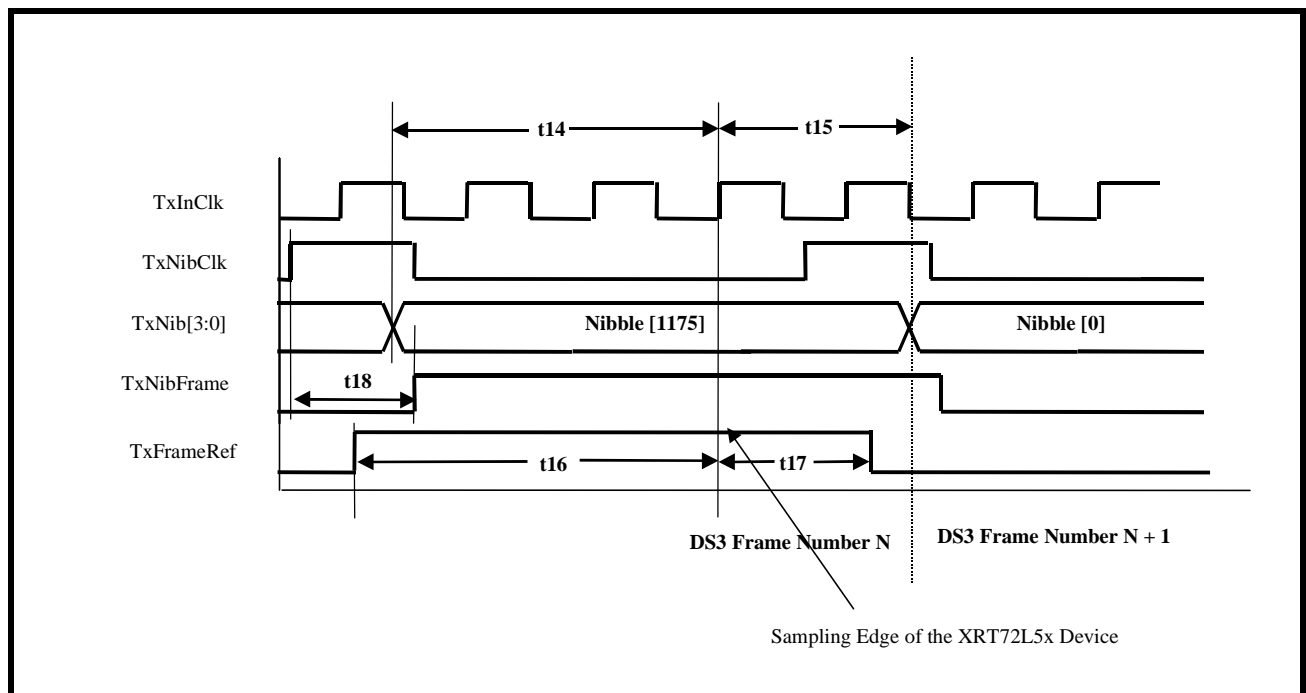 t14
t15
TxInClk
TxNibClk
TxNib[3:0]
Nibble [1175]
Nibble [0]
TxNibFrame
t18
TxFrameRef
t16
t17
DS3 Frame Number N
DS3 Frame Number N + 1
Sampling Edge of the XRT72L5x Device